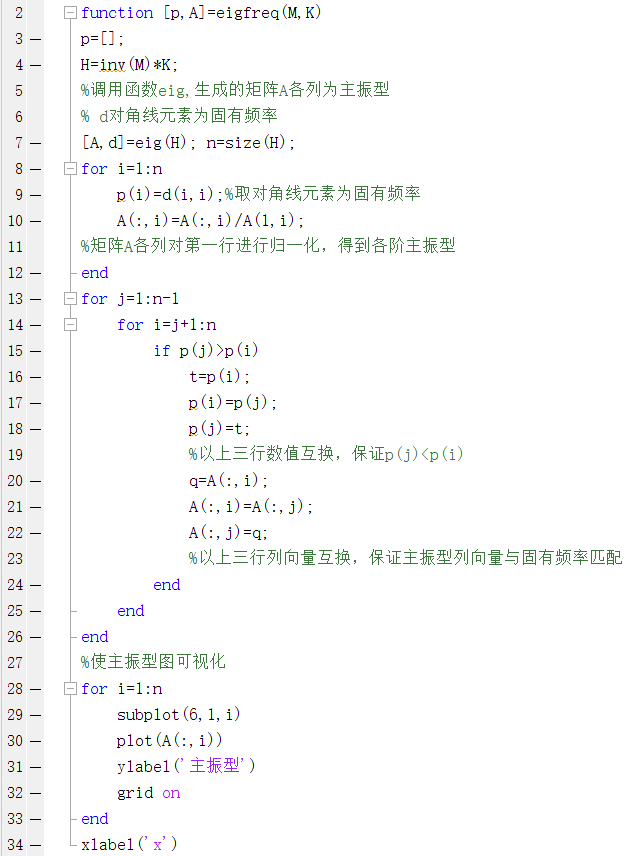 2 function [p,A]=eigfreq(M,K)
3 — p=[];
4 — H=inv(M)*K;
5 %调用函数eig,生成的矩阵A各列为主振型
6 % d对角线元素为固有频率
7 — [A,d]=eig(H); n=size(H);
8 — for i=1:n
9 — p(i)=d(i,i);%取对角线元素为固有频率
10 — A(:,i)=A(:,i)/A(1,i);
11 %矩阵A各列对第一行进行归一化，得到各阶主振型
12 — end
13 — for j=1:n-1
14 — for i=j+1:n
15 — if p(j)>p(i)
16 — t=p(i);
17 — p(i)=p(j);
18 — p(j)=t;
19 %以上三行数值互换，保证p(j)<p(i)
20 — q=A(:,i);
21 — A(:,i)=A(:,j);
22 — A(:,j)=q;
23 %以上三行列向量互换，保证主振型列向量与固有频率匹配
24 — end
25 — end
26 — end
27 %使主振型图可视化
28 — for i=1:n
29 — subplot(6,1,i)
30 — plot(A(:,i))
31 — ylabel('主振型')
32 — grid on
33 — end
34 — xlabel('x')